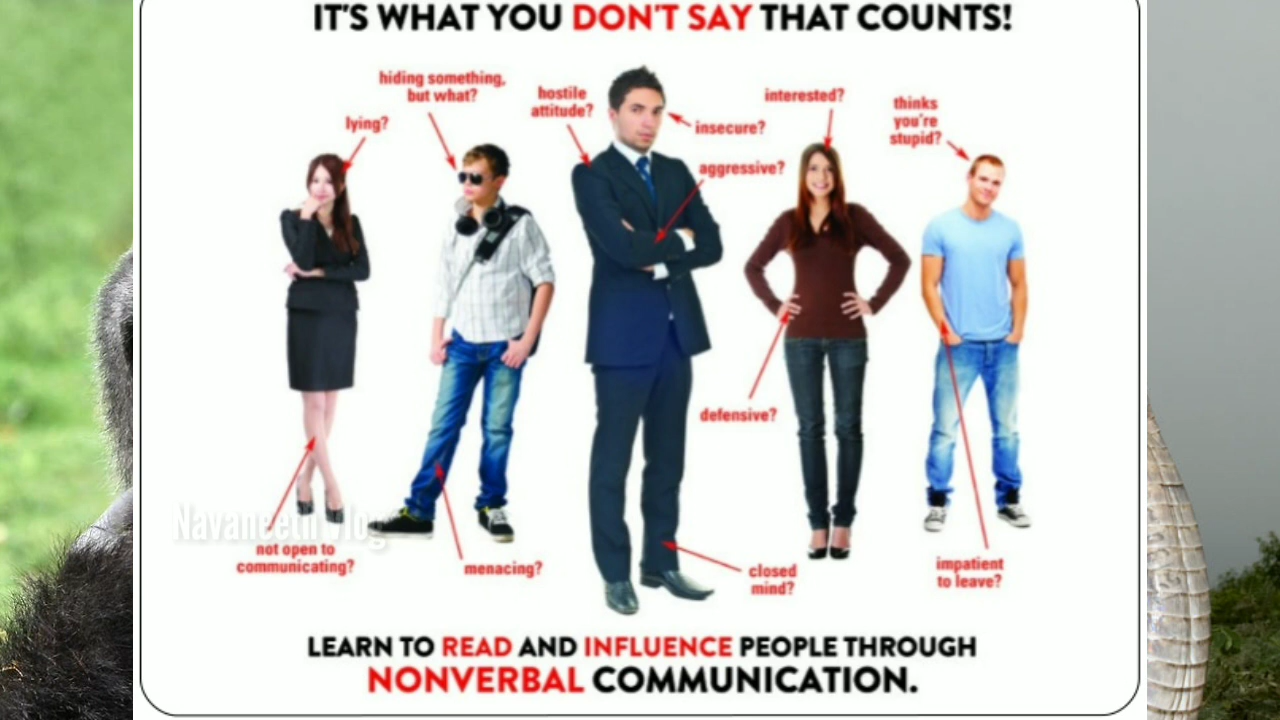 IT'S WHAT YOU DON'T SAY THAT COUNTS!
hiding something,
but what?
hostile
attitude?
interested?
thinks
you're
stupid?
lying?
insecure?
aggressive?
defensive?
Navaneeth Vlog
not open to
communicating?
menacing?
closed
mind?
impatient
to leave?
LEARN TO READ AND INFLUENCE PEOPLE THROUGH
NONVERBAL COMMUNICATION.